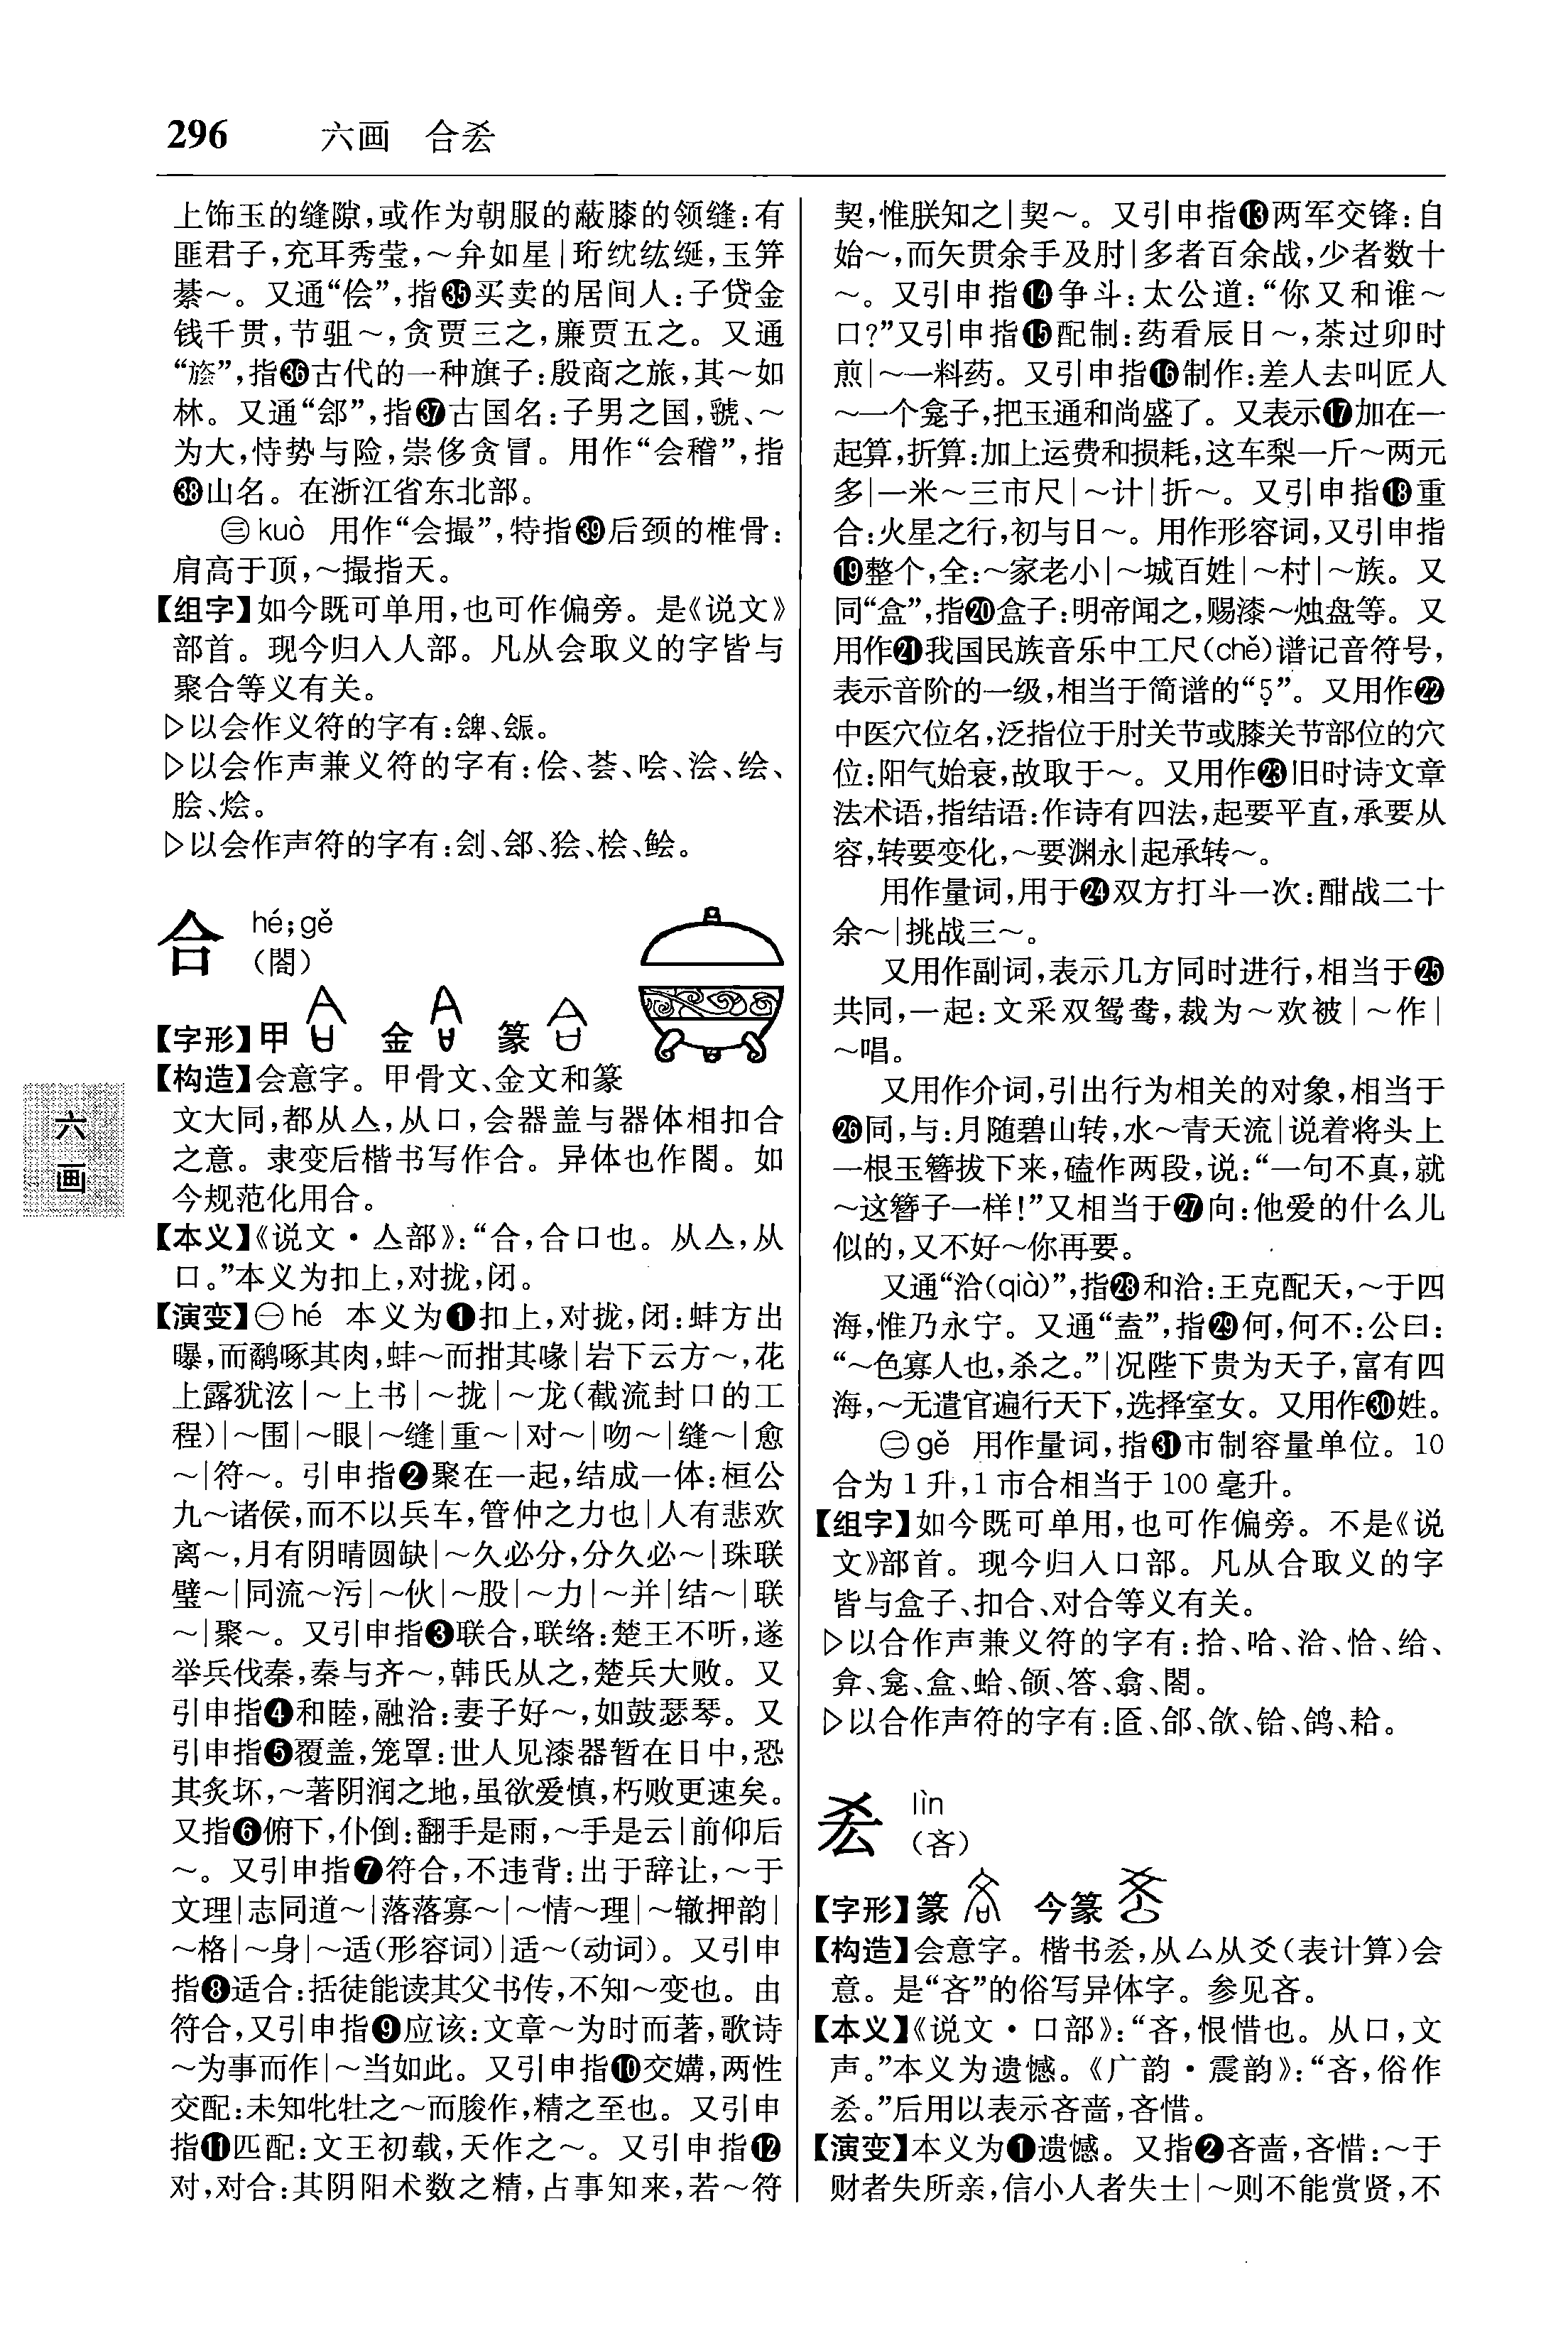 296 六画 合㐫
上饰玉的缝隙,或作为朝服的蔽膝的领缝:有
匪君子,充耳秀莹,～弁如星|珩纮綖,玉笄
綦～。又通“侩”,指㉟买卖的居间人:子贷金
钱千贯,节驵～,贪贾三之,廉贾五之。又通
“旝”,指㊱古代的一种旗子:殷商之旅,其～如
林。又通“郐”,指㊲古国名:子男之国,虢、～
为大,恃势与险,崇侈贪冒。用作“会稽”,指
㊳山名。在浙江省东北部。
㊂kuò 用作“会撮”,特指㊴后颈的椎骨:
肩高于顶,～撮指天。
【组字】如今既可单用,也可作偏旁。是《说文》
部首。现今归入人部。凡从会取义的字皆与
聚合等义有关。
▷以会作义符的字有:
▷以会作声兼义符的字有:侩、荟、哙、浍、绘、
脍、烩。
▷以会作声符的字有:刽、郐、狯、桧、鲙。
合 hé;gě
(閤)
【字形】甲 金 篆
【构造】会意字。甲骨文、金文和篆
文大同,都从亼,从口,会器盖与器体相扣合
之意。隶变后楷书写作合。异体也作閤。如
今规范化用合。
【本义】《说文·亼部》:“合,合口也。从亼,从
口。”本义为扣上,对拢,闭。
【演变】㊀hé 本义为❶扣上,对拢,闭:蚌方出
曝,而鹬啄其肉,蚌～而拑其喙|岩下云方～,花
上露犹泫|～上书|～拢|～龙(截流封口的工
程)|～围|～眼|～缝|重～|对～|吻～|缝～|愈
～|符～。引申指❷聚在一起,结成一体:桓公
九～诸侯,而不以兵车,管仲之力也|人有悲欢
离～,月有阴晴圆缺|～久必分,分久必～|珠联
璧～|同流～污|～伙|～股|～力|～并|结～|联
～|聚～。又引申指❸联合,联络:楚王不听,遂
举兵伐秦,秦与齐～,韩氏从之,楚兵大败。又
引申指❹和睦,融洽:妻子好～,如鼓瑟琴。又
引申指❺覆盖,笼罩:世人见漆器暂在日中,恐
其炙坏,～著阴润之地,虽欲爱慎,朽败更速矣。
又指❻俯下,仆倒:翻手是雨,～手是云|前仰后
～。又引申指❼符合,不违背:出于辞让,～于
文理|志同道～|落落寡～|～情～理|～辙押韵|
～格|～身|～适(形容词)|适～(动词)。又引申
指❽适合:括徒能读其父书传,不知～变也。由
符合,又引申指❾应该:文章～为时而著,歌诗
～为事而作|～当如此。又引申指❿交媾,两性
交配:未知牝牡之～而朘作,精之至也。又引申
指⓫匹配:文王初载,天作之～。又引申指⓬
对,对合:其阴阳术数之精,占事知来,若～符
契,惟朕知之|契～。又引申指⓭两军交锋:自
始～,而矢贯余手及肘|多者百余战,少者数十
～。又引申指⓮争斗:太公道:“你又和谁～
口?”又引申指⓯配制:药看辰日～,茶过卯时
煎|～一料药。又引申指⓰制作:差人去叫匠人
～一个龛子,把玉通和尚盛了。又表示⓱加在一
起算,折算:加上运费和损耗,这车梨一斤～两元
多|一米～三市尺|～计|折～。又引申指⓲重
合:火星之行,初与日～。用作形容词,又引申指
⓳整个,全:～家老小|～城百姓|～村|～族。又
同“盒”,指⓴盒子:明帝闻之,赐漆～烛盘等。又
用作㉑我国民族音乐中工尺(chě)谱记音符号,
表示音阶的一级,相当于简谱的“5̣”。又用作㉒
中医穴位名,泛指位于肘关节或膝关节部位的穴
位:阳气始衰,故取于～。又用作㉓旧时诗文章
法术语,指结语:作诗有四法,起要平直,承要从
容,转要变化,～要渊永|起承转～。
用作量词,用于㉔双方打斗一次:酣战二十
余～|挑战三～。
又用作副词,表示几方同时进行,相当于㉕
共同,一起:文采双鸳鸯,裁为～欢被|～作|
～唱。
又用作介词,引出行为相关的对象,相当于
㉖同,与:月随碧山转,水～青天流|说着将头上
一根玉簪拔下来,磕作两段,说:“一句不真,就
～这簪子一样!”又相当于㉗向:他爱的什么儿
似的,又不好～你再要。
又通“洽(qià)”,指㉘和洽:王克配天,～于四
海,惟乃永宁。又通“盍”,指㉙何,何不:公曰:
“～色寡人也,杀之。”|况陛下贵为天子,富有四
海,～无遣官遍行天下,选择室女。又用作㉚姓。
㊁gě 用作量词,指㉛市制容量单位。10
合为1升,1市合相当于100毫升。
【组字】如今既可单用,也可作偏旁。不是《说
文》部首。现今归入口部。凡从合取义的字
皆与盒子、扣合、对合等义有关。
▷以合作声兼义符的字有:拾、哈、洽、恰、给、
弇、龛、盒、蛤、颌、答、翕、閤。
▷以合作声符的字有:匼、郃、欱、铪、鸽、耠。
lìn
(吝)
【字形】篆 今篆
【构造】会意字。楷书,从厶从爻(表计算)会
意。是“吝”的俗写异体字。参见吝。
【本义】《说文·口部》:“吝,恨惜也。从口,文
声。”本义为遗憾。《广韵·震韵》:“吝,俗作
。”后用以表示吝啬,吝惜。
【演变】本义为❶遗憾。又指❷吝啬,吝惜:～于
财者失所亲,信小人者失士|～则不能赏贤,不
六
画